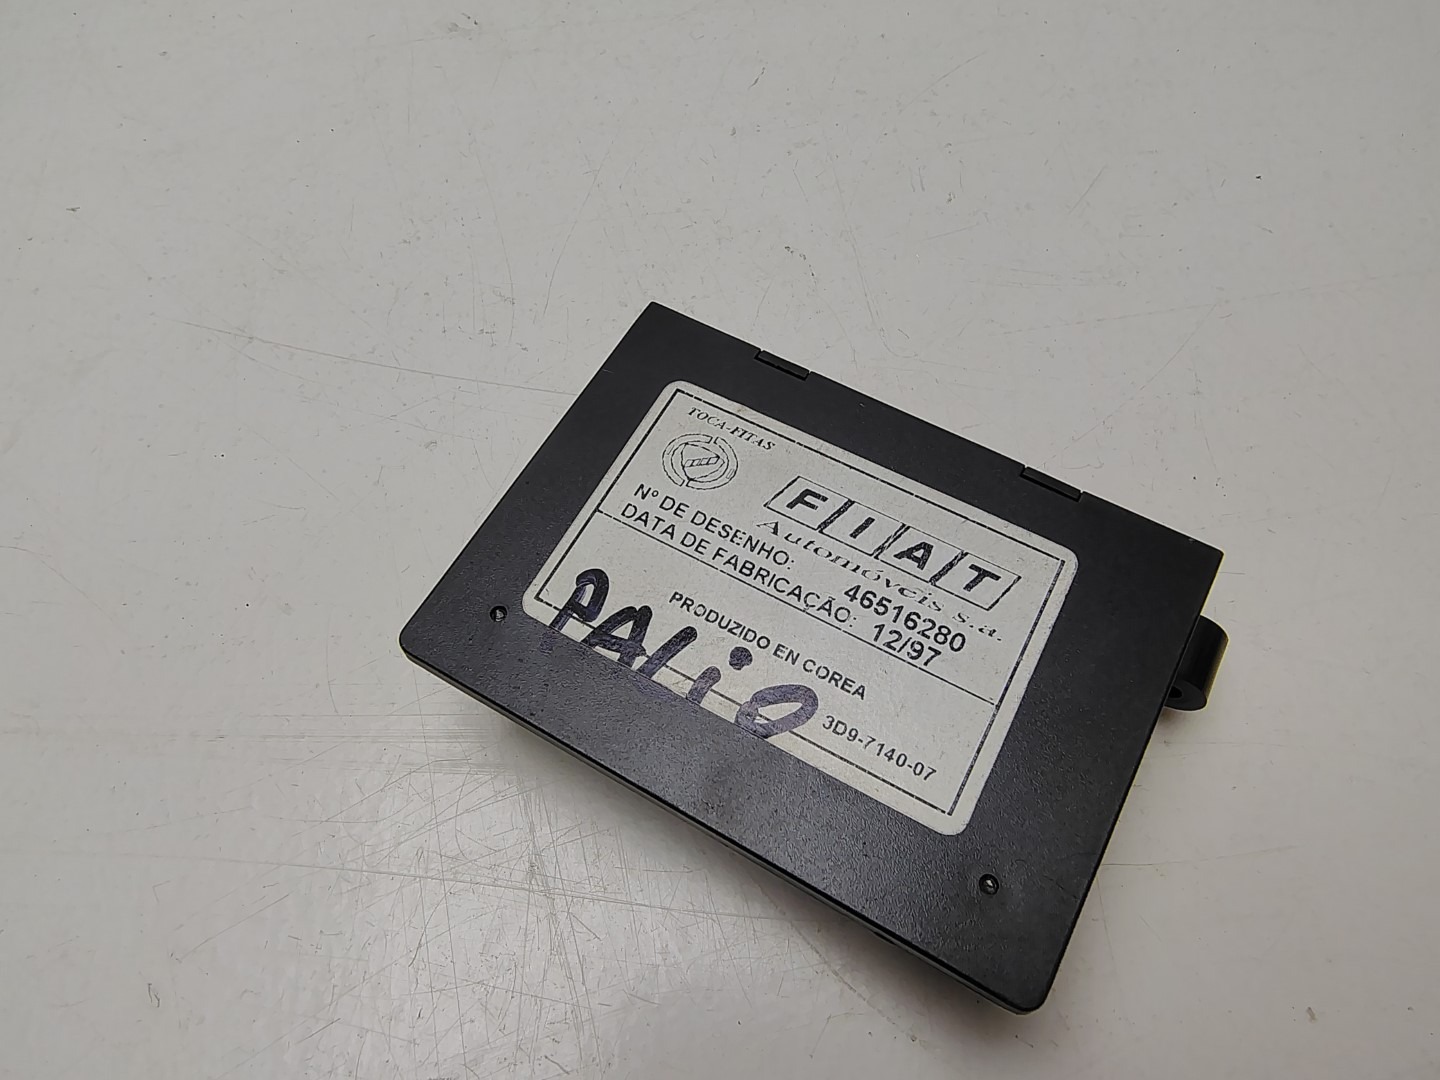 TOCA-FITAS
FIAT
Automóveis s.a.
Nº DE DESENHO: 46516280
DATA DE FABRICAÇÃO: 12/97
PRODUZIDO EN COREA
PALiO
3D9-7140-07